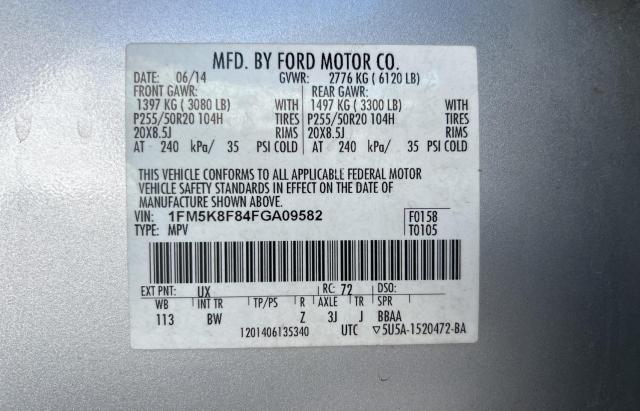 MFD. BY FORD MOTOR CO.
DATE: 06/14 GVWR: 2776 KG ( 6120 LB)
FRONT GAWR: REAR GAWR:
1397 KG ( 3080 LB) WITH 1497 KG ( 3300 LB) WITH
P255/50R20 104H TIRES P255/50R20 104H TIRES
20X8.5J RIMS 20X8.5J RIMS
AT 240 kPa/ 35 PSI COLD AT 240 kPa/ 35 PSI COLD
THIS VEHICLE CONFORMS TO ALL APPLICABLE FEDERAL MOTOR
VEHICLE SAFETY STANDARDS IN EFFECT ON THE DATE OF
MANUFACTURE SHOWN ABOVE.
VIN: 1FM5K8F84FGA09582 F0158
TYPE: MPV T0105
EXT PNT: UX RC: 72 DSO:
WB INT TR TP/PS R AXLE TR SPR
113 BW Z 3J J BBAA
1201406135340 UTC ▽5U5A-1520472-BA